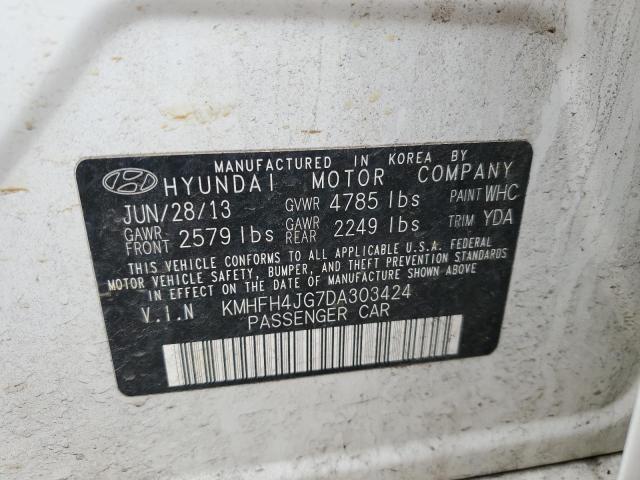 MANUFACTURED IN KOREA BY
HYUNDAI MOTOR COMPANY
JUN/28/13 GVWR 4785 lbs PAINT WHC
GAWR FRONT 2579 lbs GAWR REAR 2249 lbs TRIM YDA
THIS VEHICLE CONFORMS TO ALL APPLICABLE U.S.A. FEDERAL
MOTOR VEHICLE SAFETY, BUMPER, AND THEFT PREVENTION STANDARDS
IN EFFECT ON THE DATE OF MANUFACTURE SHOWN ABOVE.
V.I.N KMHFH4JG7DA303424
PASSENGER CAR